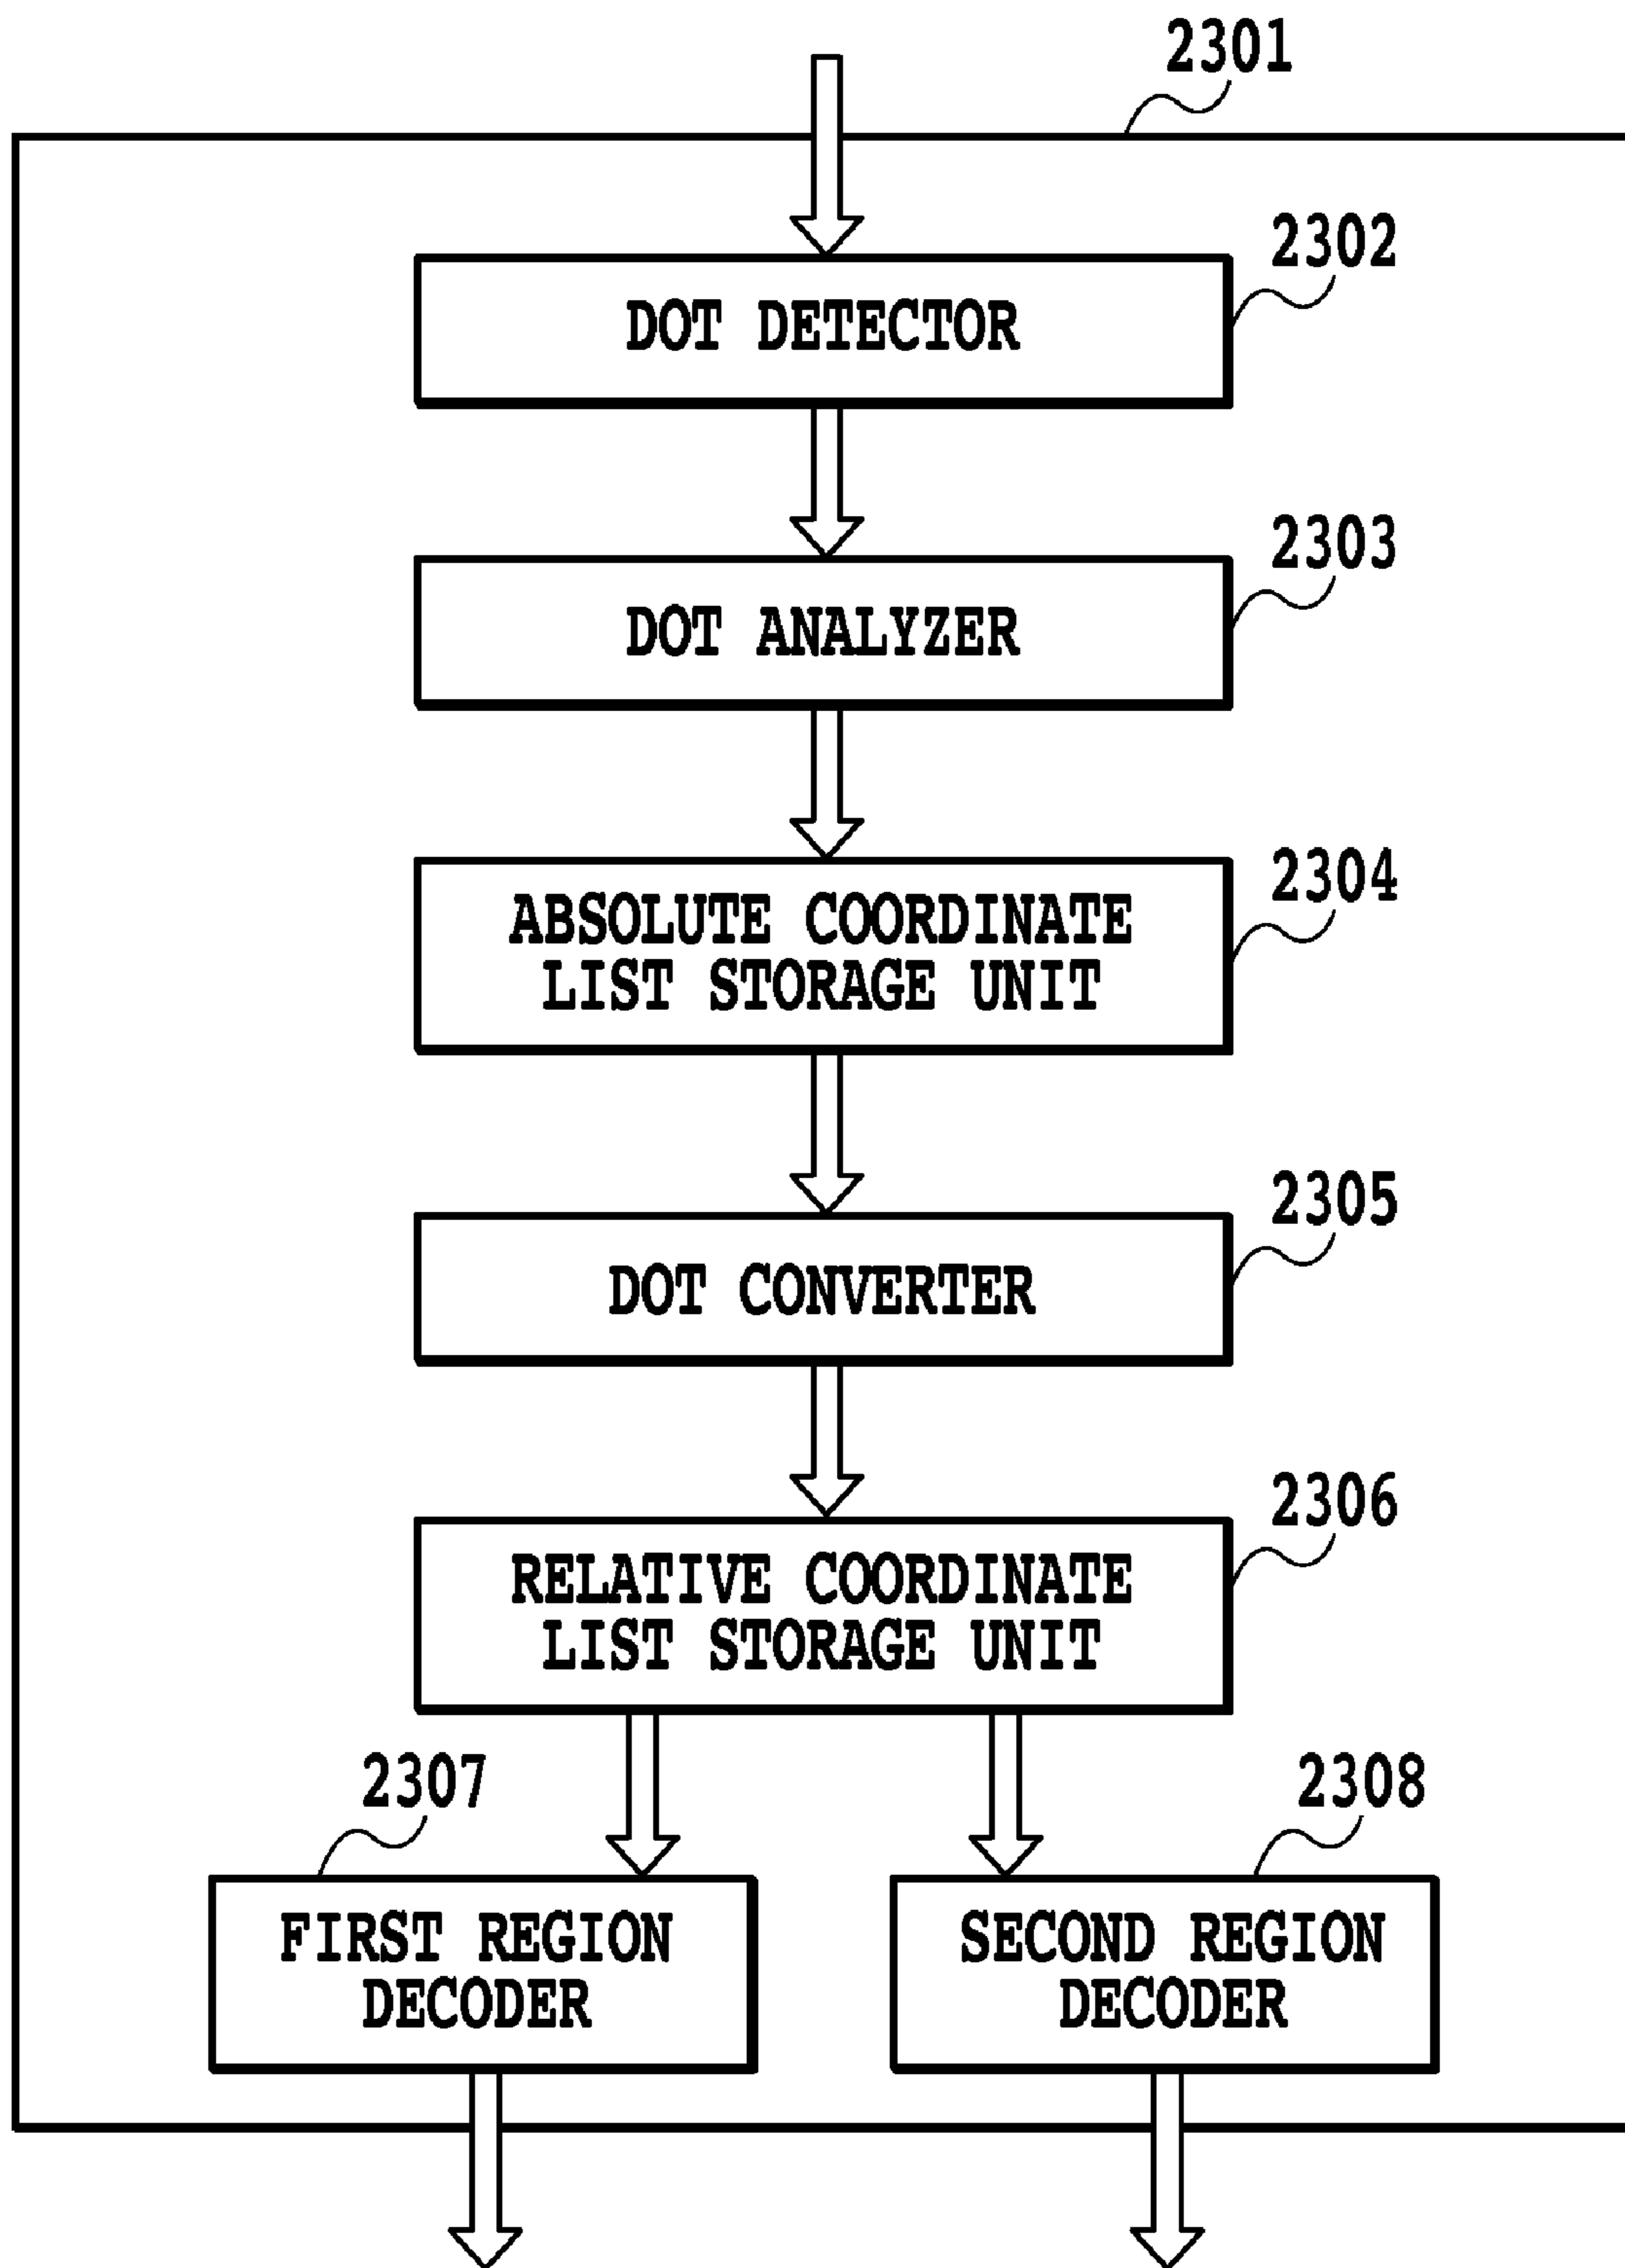 2301
2302
DOT DETECTOR
2303
DOT ANALYZER
2304
ABSOLUTE COORDINATE
LIST STORAGE UNIT
2305
DOT CONVERTER
2306
RELATIVE COORDINATE
LIST STORAGE UNIT
2307
2308
FIRST REGION
DECODER
SECOND REGION
DECODER